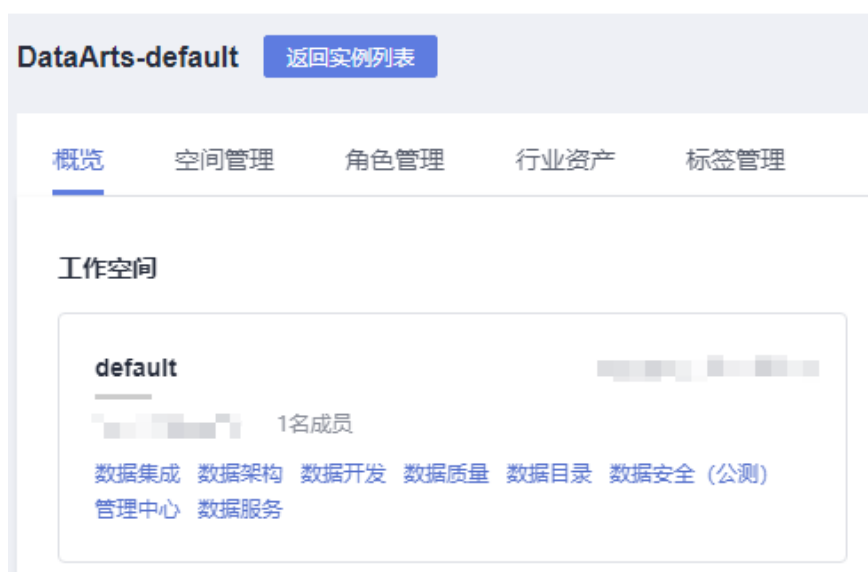 DataArts-default 返回实例列表
概览 空间管理 角色管理 行业资产 标签管理
工作空间
default
1名成员
数据集成 数据架构 数据开发 数据质量 数据目录 数据安全（公测）
管理中心 数据服务